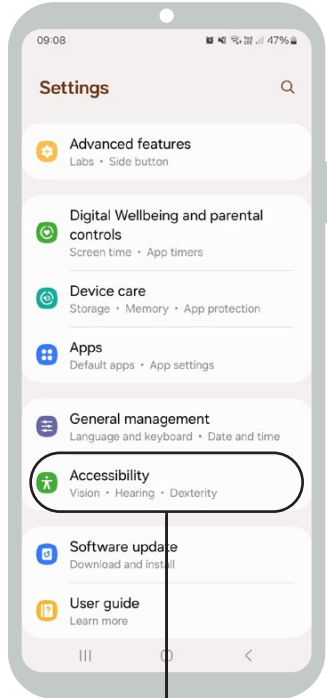 09:08 47%
Settings
Advanced features
Labs • Side button
Digital Wellbeing and parental
controls
Screen time • App timers
Device care
Storage • Memory • App protection
Apps
Default apps • App settings
General management
Language and keyboard • Date and time
Accessibility
Vision • Hearing • Dexterity
Software update
Download and install
User guide
Learn more